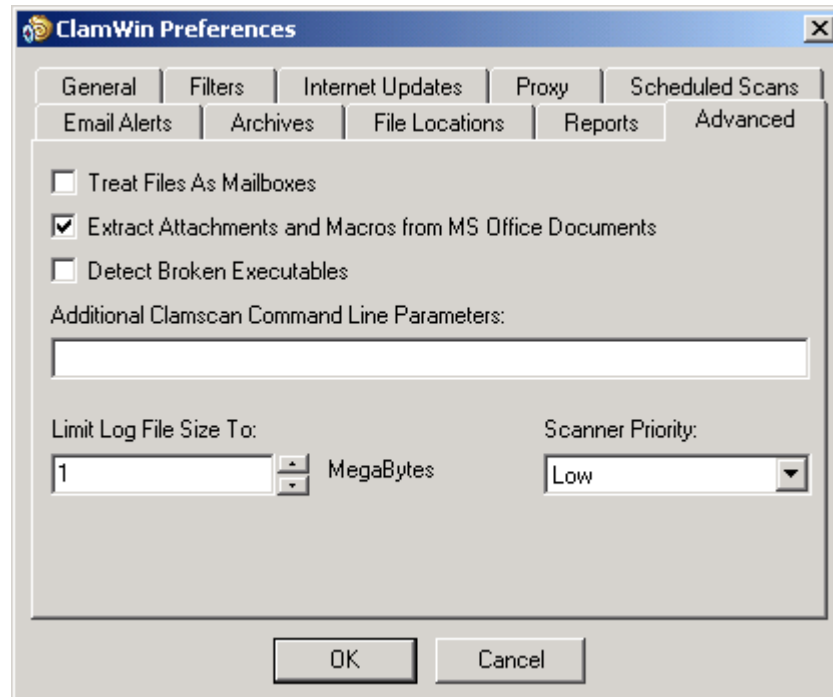 ClamWin Preferences
General Filters Internet Updates Proxy Scheduled Scans
Email Alerts Archives File Locations Reports Advanced
Treat Files As Mailboxes
Extract Attachments and Macros from MS Office Documents
Detect Broken Executables
Additional Clamscan Command Line Parameters:
Limit Log File Size To: Scanner Priority:
1 MegaBytes Low
OK Cancel